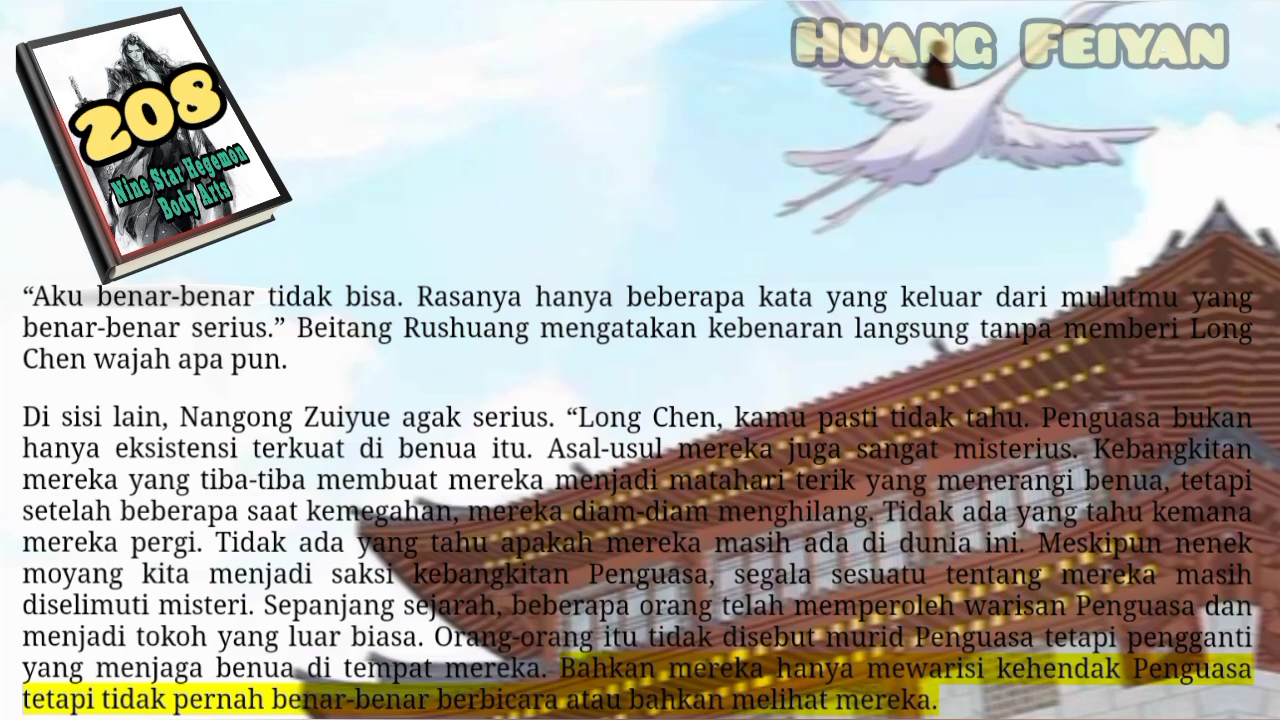 HUANG FEIYAN
208
Nine Star Hegemon
Body Arts
“Aku benar-benar tidak bisa. Rasanya hanya beberapa kata yang keluar dari mulutmu yang
benar-benar serius.” Beitang Rushuang mengatakan kebenaran langsung tanpa memberi Long
Chen wajah apa pun.
Di sisi lain, Nangong Zuiyue agak serius. “Long Chen, kamu pasti tidak tahu. Penguasa bukan
hanya eksistensi terkuat di benua itu. Asal-usul mereka juga sangat misterius. Kebangkitan
mereka yang tiba-tiba membuat mereka menjadi matahari terik yang menerangi benua, tetapi
setelah beberapa saat kemegahan, mereka diam-diam menghilang. Tidak ada yang tahu kemana
mereka pergi. Tidak ada yang tahu apakah mereka masih ada di dunia ini. Meskipun nenek
moyang kita menjadi saksi kebangkitan Penguasa, segala sesuatu tentang mereka masih
diselimuti misteri. Sepanjang sejarah, beberapa orang telah memperoleh warisan Penguasa dan
menjadi tokoh yang luar biasa. Orang-orang itu tidak disebut murid Penguasa tetapi pengganti
yang menjaga benua di tempat mereka. Bahkan mereka hanya mewarisi kehendak Penguasa
tetapi tidak pernah benar-benar berbicara atau bahkan melihat mereka.